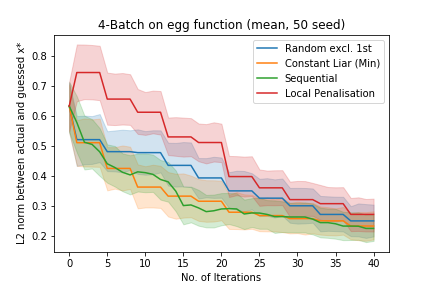 4-Batch on egg function (mean, 50 seed)
L2 norm between actual and guessed x*
0.8
0.7
0.6
0.5
0.4
0.3
0.2
Random excl. 1st
Constant Liar (Min)
Sequential
Local Penalisation
0 5 10 15 20 25 30 35 40
No. of Iterations